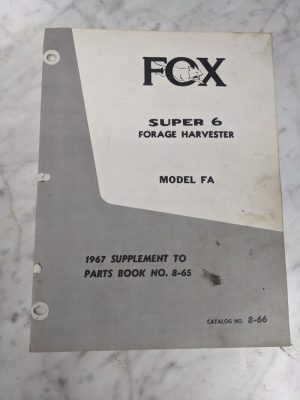 FOX
SUPER 6
FORAGE HARVESTER
MODEL FA
1967 SUPPLEMENT TO
PARTS BOOK NO. 8-65
CATALOG NO. 8-66